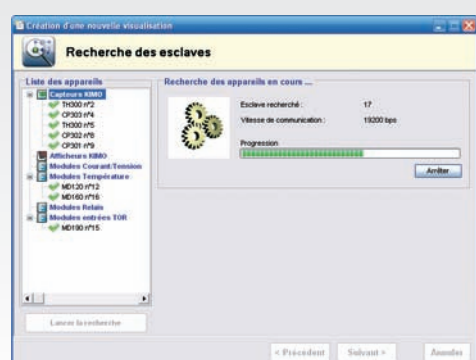 Création d'une nouvelle visualisation
Recherche des esclaves
Liste des appareils
Capteurs KIMO
TH300 n°2
CP303 n°4
TH300 n°5
CP302 n°8
CP301 n°9
Afficheurs KIMO
Modules Courant/Tension
Modules Température
MD120 n°12
MD160 n°16
Modules Relais
Modules entrées TOR
MD190 n°15
Lancer la recherche
Recherche des appareils en cours ...
Esclave recherché : 17
Vitesse de communication : 19200 bps
Progression
Arrêter
< Précédent Suivant > Annuler